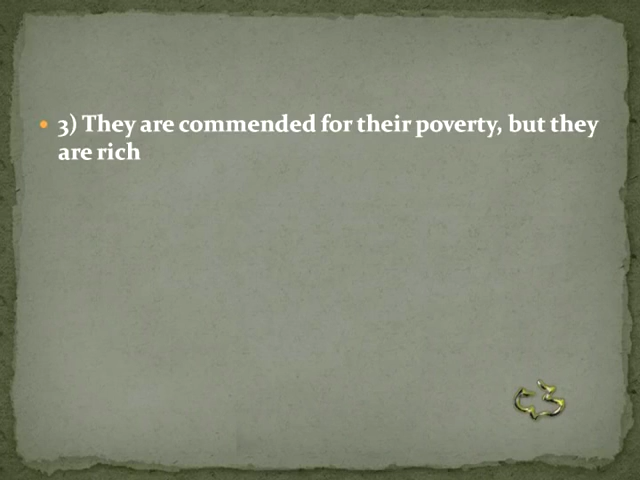 3) They are commended for their poverty, but they
are rich